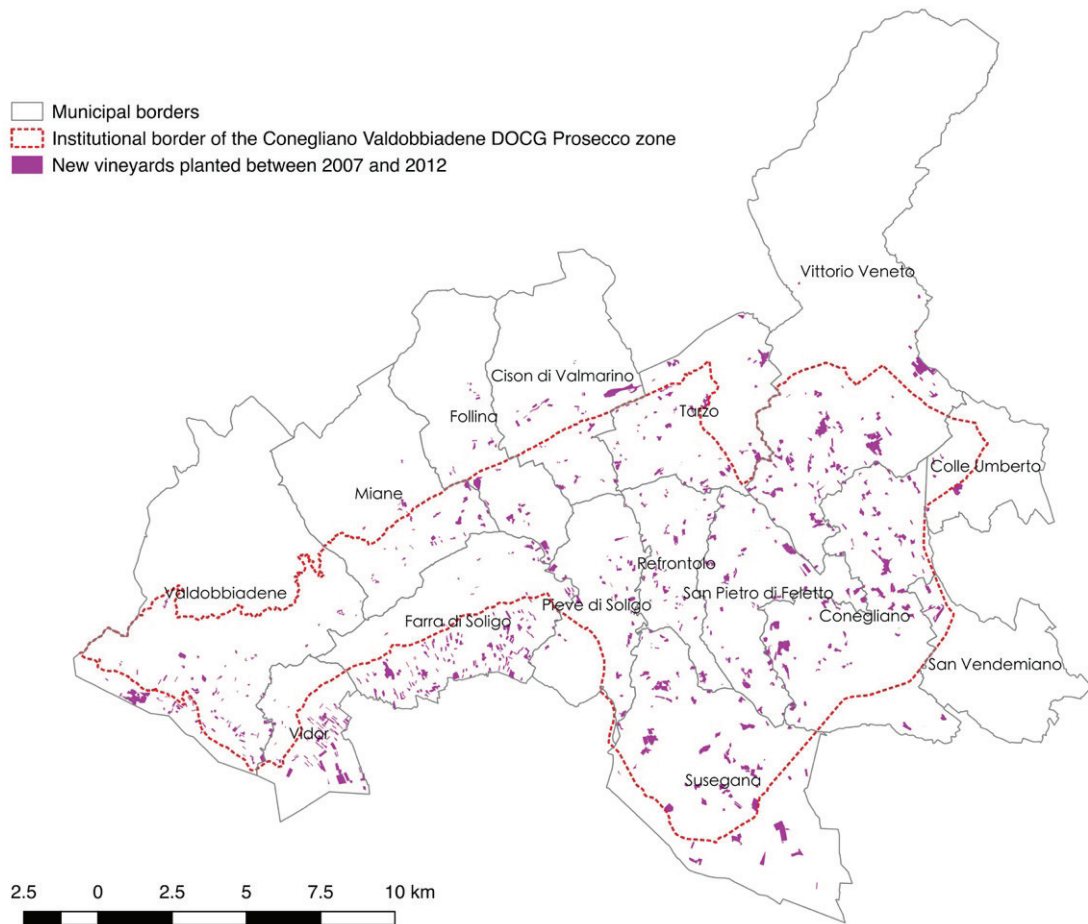 Municipal borders
Institutional border of the Conegliano Valdobbiadene DOCG Prosecco zone
New vineyards planted between 2007 and 2012
Vittorio Veneto
Cison di Valmarino
Follina
Tarzo
Colle Umberto
Miane
Refrontolo
Valdobbiadene
San Pietro di Feletto
Pieve di Soligo
Farra di Soligo
Conegliano
San Vendemiano
Vidor
Susegana
2.5 0 2.5 5 7.5 10 km